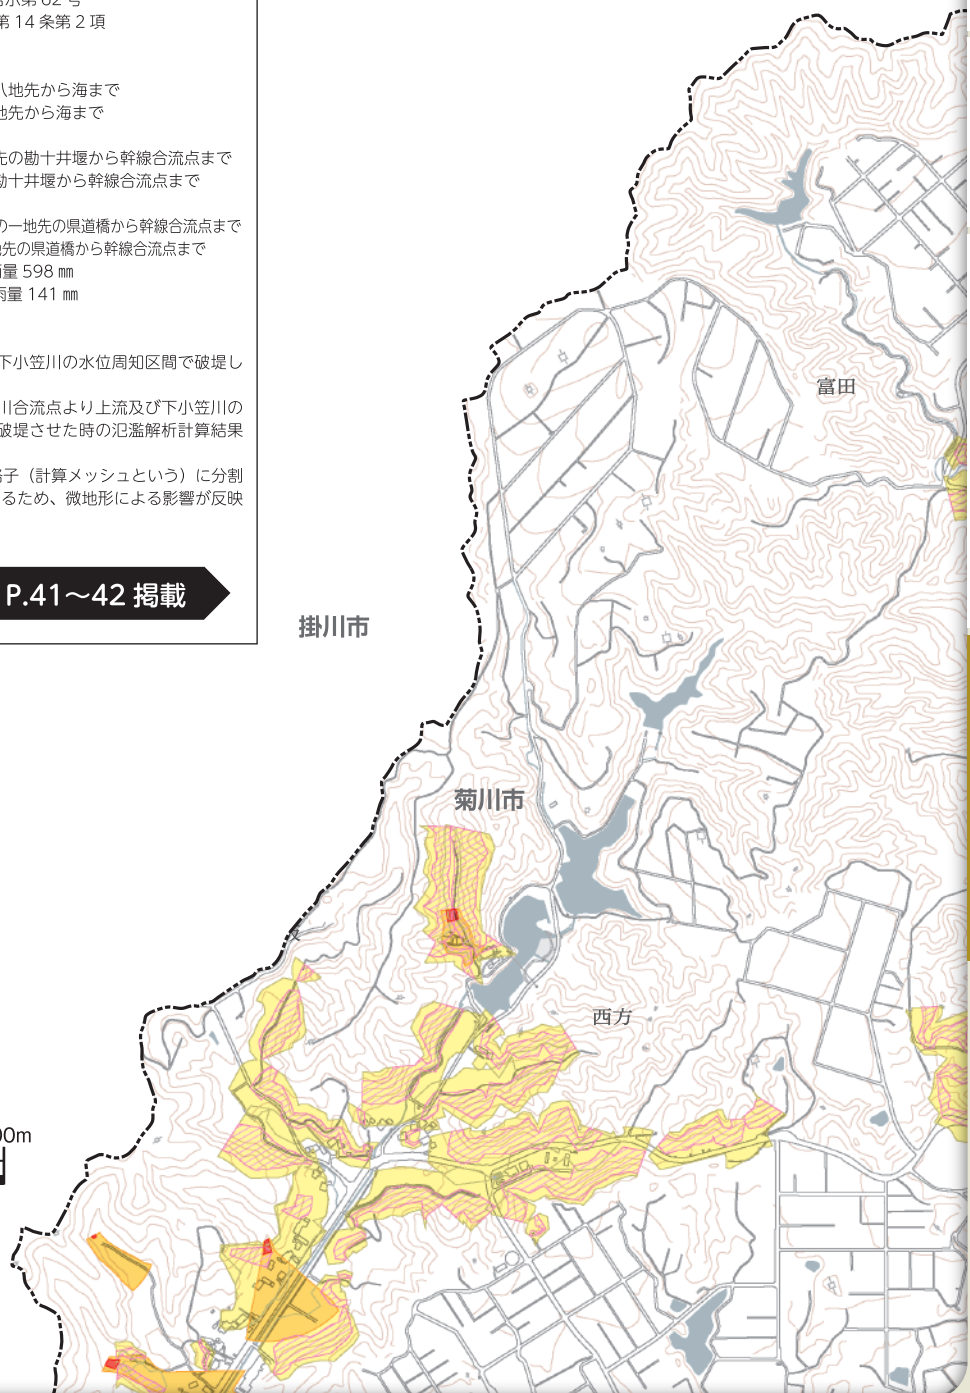 第 14 条第 2 項
八地先から海まで
地先から海まで
先の勘十井堰から幹線合流点まで
勘十井堰から幹線合流点まで
の一地先の県道橋から幹線合流点まで
地先の県道橋から幹線合流点まで
雨量 598 ㎜
雨量 141 ㎜
下小笠川の水位周知区間で破堤し
川合流点より上流及び下小笠川の
破堤させた時の氾濫解析計算結果
格子（計算メッシュという）に分割
るため、微地形による影響が反映
P.41～42 掲載
富田
掛川市
菊川市
西方
00m